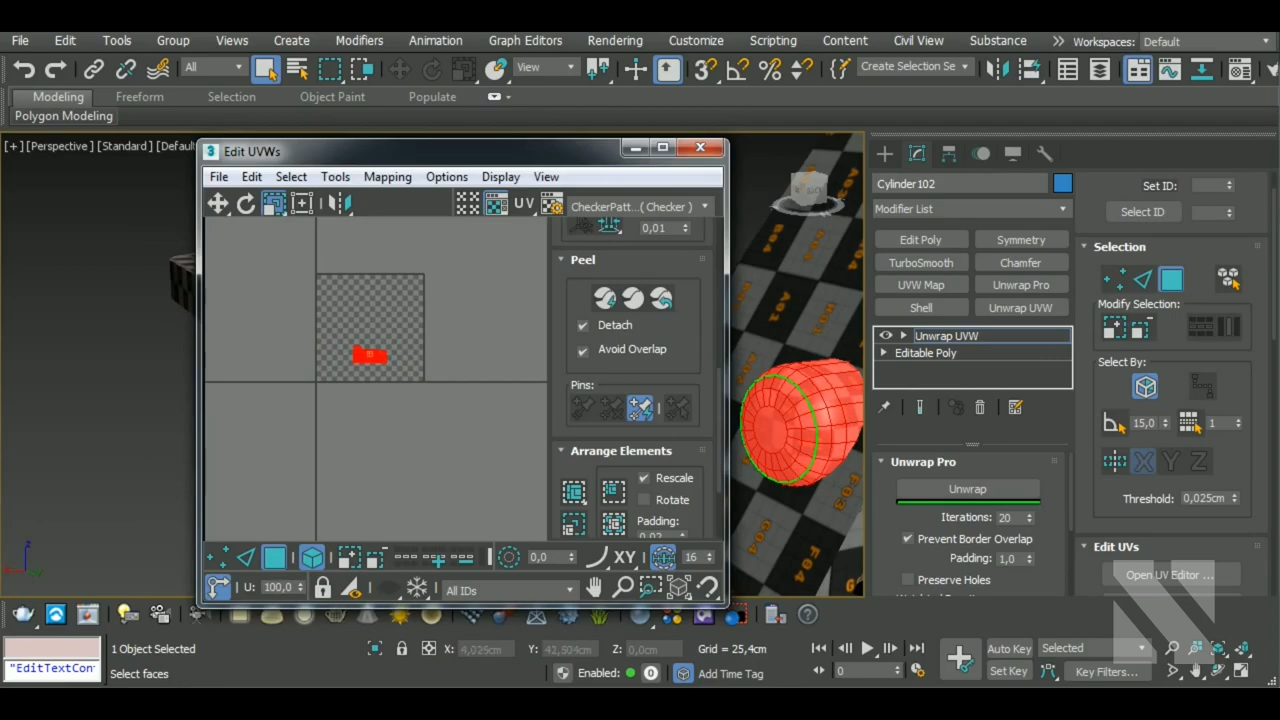 File Edit Tools Group Views Create Modifiers Animation Graph Editors Rendering Customize Scripting Content Civil View Substance Workspaces: Default
All View Create Selection Se
Modeling Freeform Selection Object Paint Populate
Polygon Modeling
[+] [Perspective] [Standard] [Default
3 Edit UVWs
File Edit Select Tools Mapping Options Display View
UV CheckerPatt...( Checker )
0,01
Peel
Detach
Avoid Overlap
Pins:
Arrange Elements
Rescale
Rotate
Padding:
0,02
0,0 XY 16
U: 100,0 All IDs
Cylinder102
Modifier List
Edit Poly Symmetry
TurboSmooth Chamfer
UVW Map Unwrap Pro
Shell Unwrap UVW
Unwrap UVW
Editable Poly
Unwrap Pro
Unwrap
Iterations: 20
Prevent Border Overlap
Padding: 1,0
Preserve Holes
Set ID:
Select ID
Selection
Modify Selection:
Select By:
15,0 1
X Y Z
Threshold: 0,025cm
Edit UVs
Open UV Editor ...
"EditTextCon
1 Object Selected
Select faces
X: 4,025cm Y: 42,504cm Z: 0,0cm Grid = 25,4cm
Enabled: 0 Add Time Tag
0
Auto Key Selected
Set Key Key Filters...